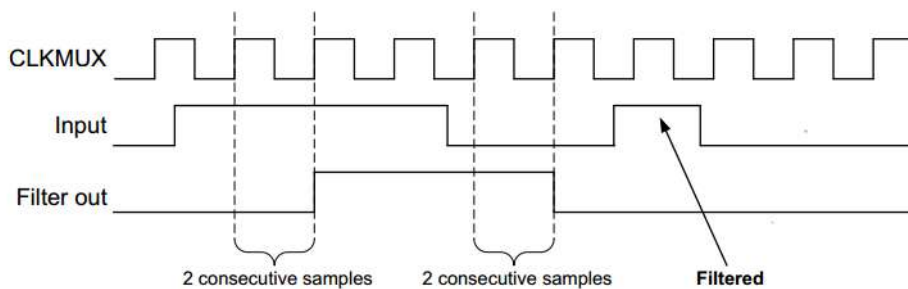 CLKMUX
Input
Filter out
2 consecutive samples
2 consecutive samples
Filtered